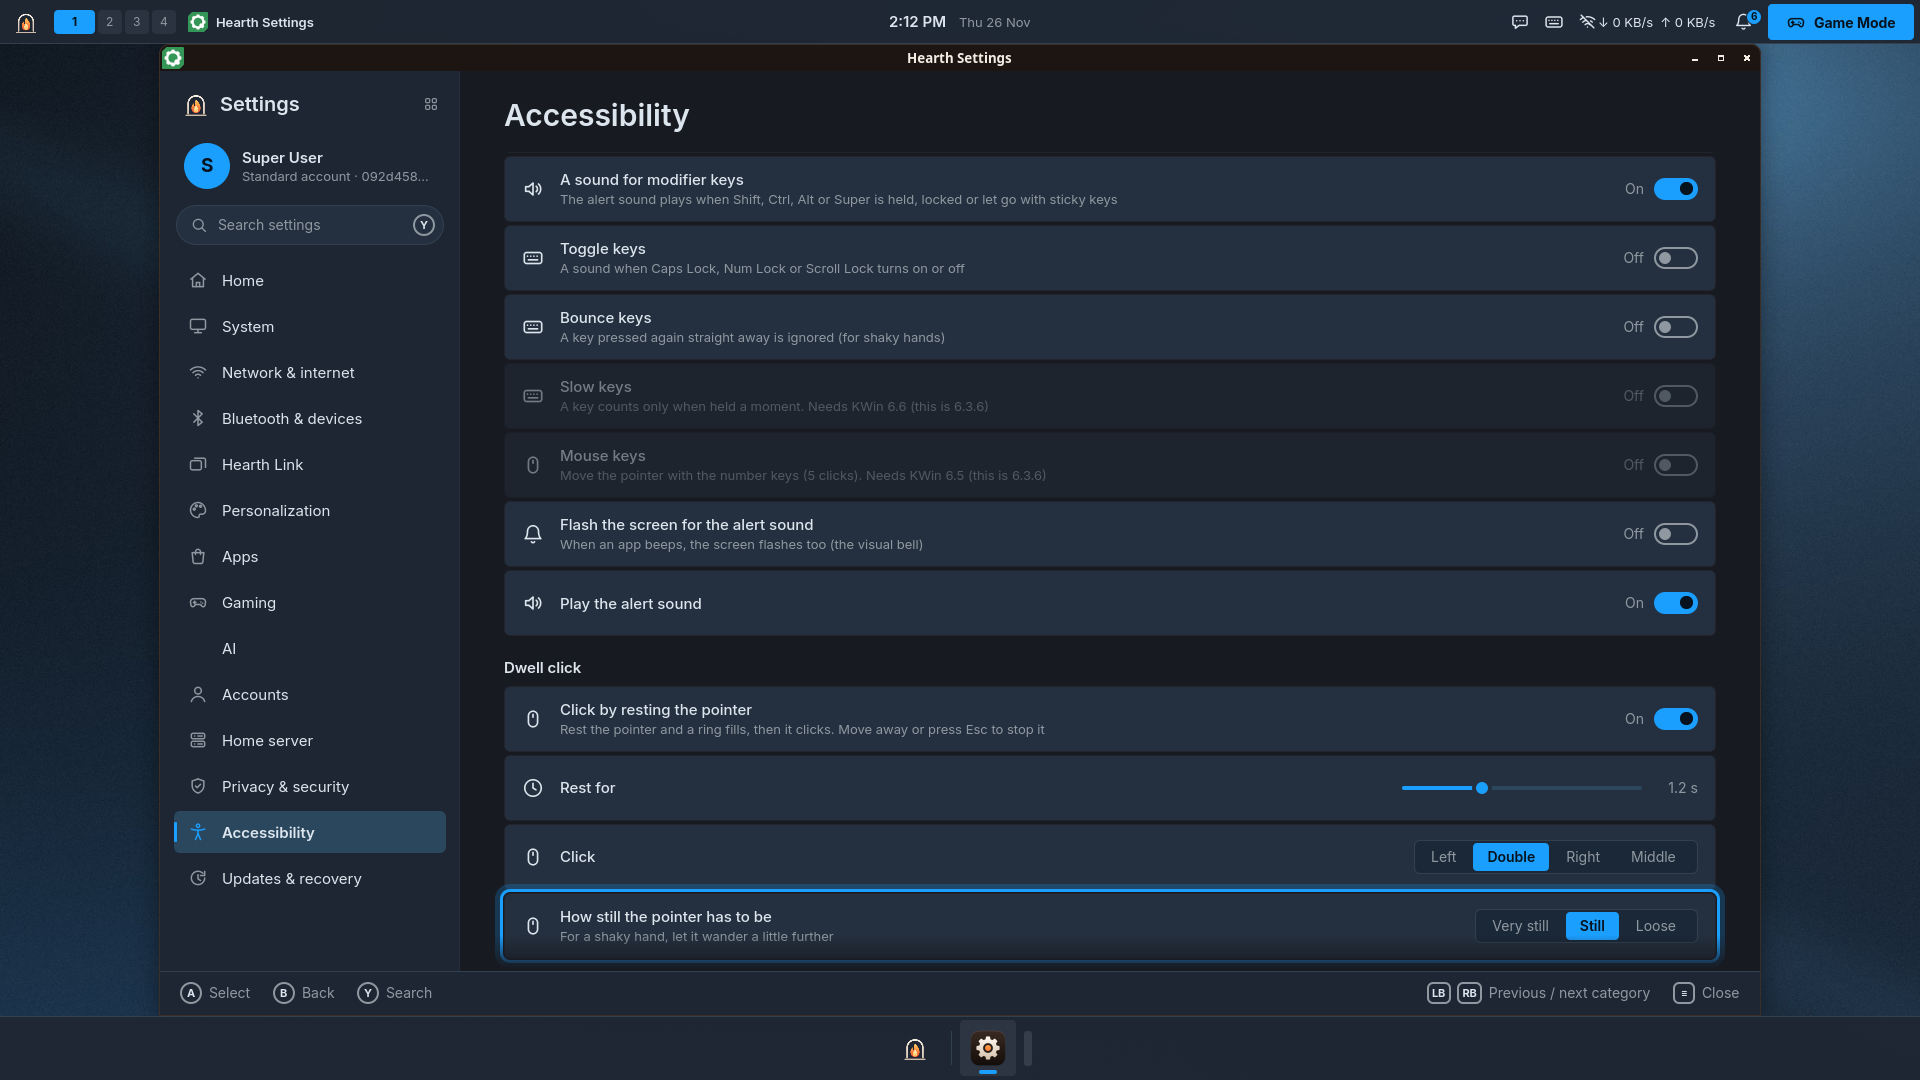 1 2 3 4 Hearth Settings 2:12 PM Thu 26 Nov ↓ 0 KB/s ↑ 0 KB/s 6 Game Mode
Hearth Settings
Settings
S
Super User
Standard account · 092d458...
Search settings Y
Home
System
Network & internet
Bluetooth & devices
Hearth Link
Personalization
Apps
Gaming
AI
Accounts
Home server
Privacy & security
Accessibility
Updates & recovery
Accessibility
A sound for modifier keys
The alert sound plays when Shift, Ctrl, Alt or Super is held, locked or let go with sticky keys
On
Toggle keys
A sound when Caps Lock, Num Lock or Scroll Lock turns on or off
Off
Bounce keys
A key pressed again straight away is ignored (for shaky hands)
Off
Slow keys
A key counts only when held a moment. Needs KWin 6.6 (this is 6.3.6)
Off
Mouse keys
Move the pointer with the number keys (5 clicks). Needs KWin 6.5 (this is 6.3.6)
Off
Flash the screen for the alert sound
When an app beeps, the screen flashes too (the visual bell)
Off
Play the alert sound
On
Dwell click
Click by resting the pointer
Rest the pointer and a ring fills, then it clicks. Move away or press Esc to stop it
On
Rest for
1.2 s
Click
Left Double Right Middle
How still the pointer has to be
For a shaky hand, let it wander a little further
Very still Still Loose
A Select B Back Y Search LB RB Previous / next category ≡ Close